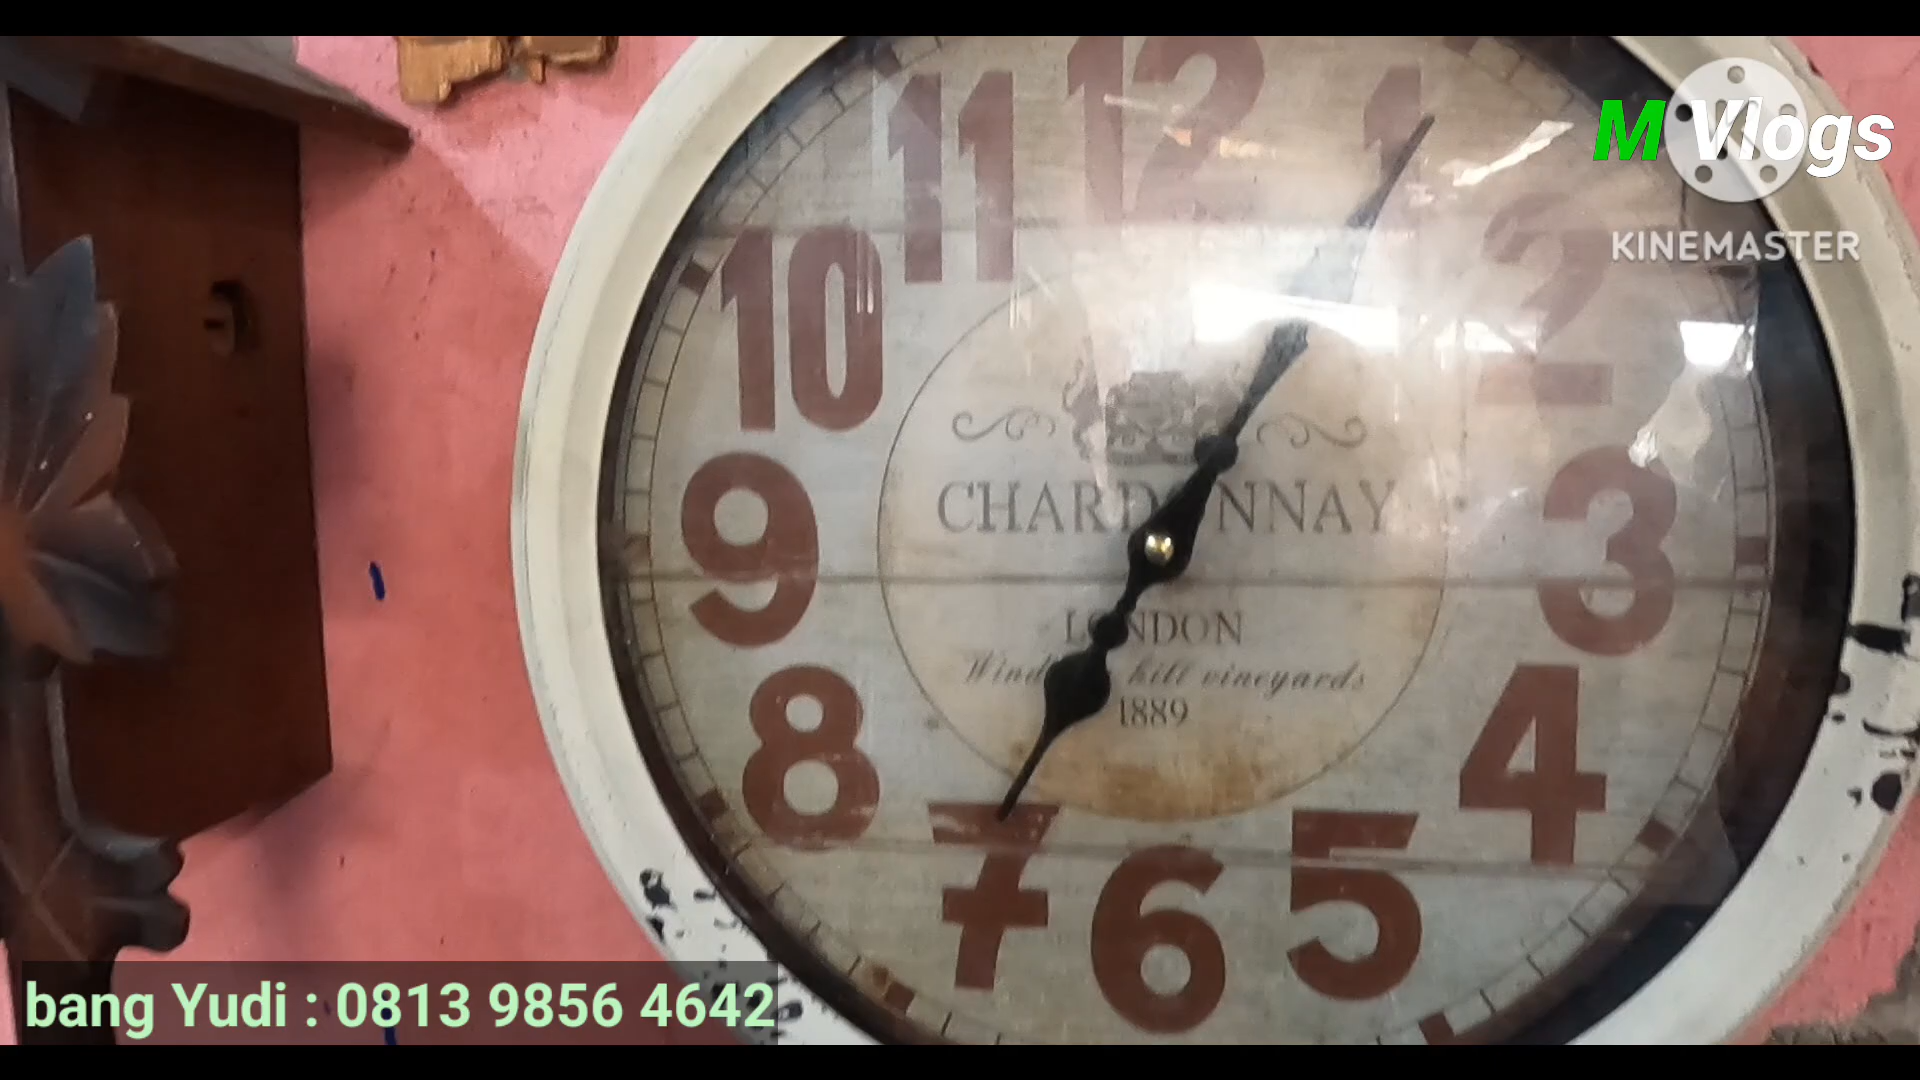 M Vlogs
KINEMASTER
12
11
1
10
2
9
3
8
4
7
6
5
CHARDONNAY
LONDON
hill vineyards
1889
bang Yudi : 0813 9856 4642